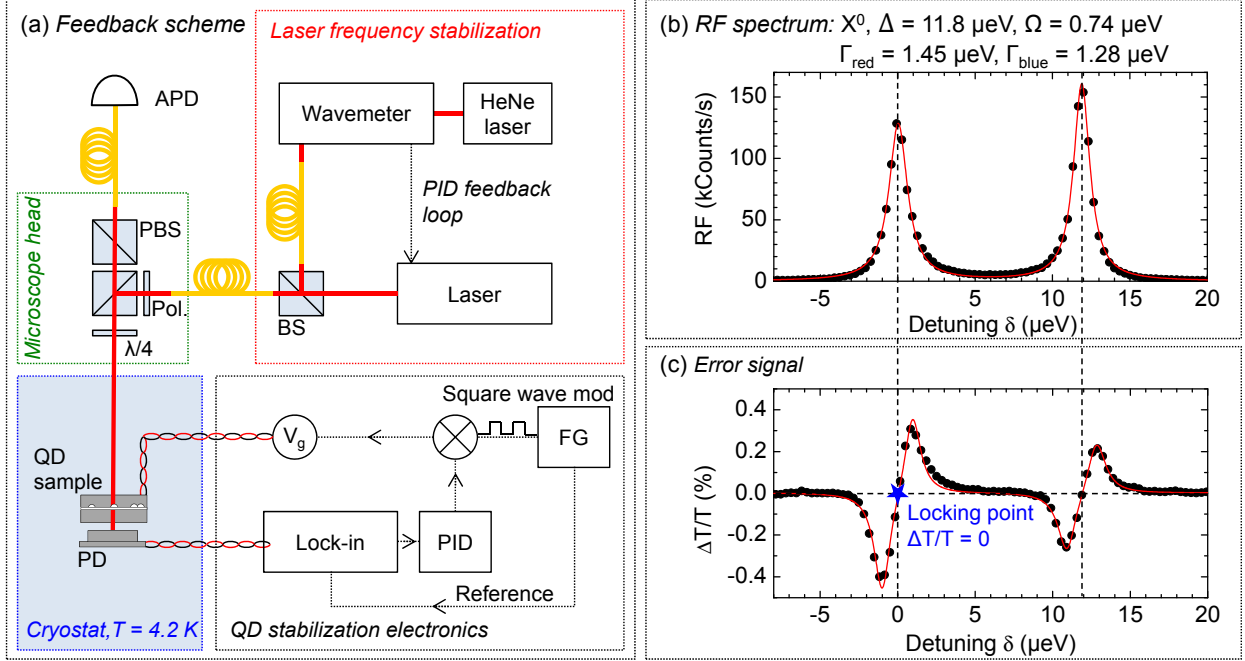 (a) Feedback scheme
Laser frequency stabilization
APD
Wavemeter
HeNe
laser
PID feedback
loop
Microscope head
PBS
Pol.
λ/4
BS
Laser
Square wave mod
Vg
FG
QD
sample
PD
Lock-in
PID
Reference
Cryostat, T = 4.2 K
QD stabilization electronics
(b) RF spectrum: X⁰, Δ = 11.8 µeV, Ω = 0.74 µeV
Γred = 1.45 µeV, Γblue = 1.28 µeV
RF (kCounts/s)
150
100
50
0
-5 0 5 10 15 20
Detuning δ (µeV)
(c) Error signal
ΔT/T (%)
0.4
0.2
0.0
-0.2
-0.4
Locking point
ΔT/T = 0
-5 0 5 10 15 20
Detuning δ (µeV)